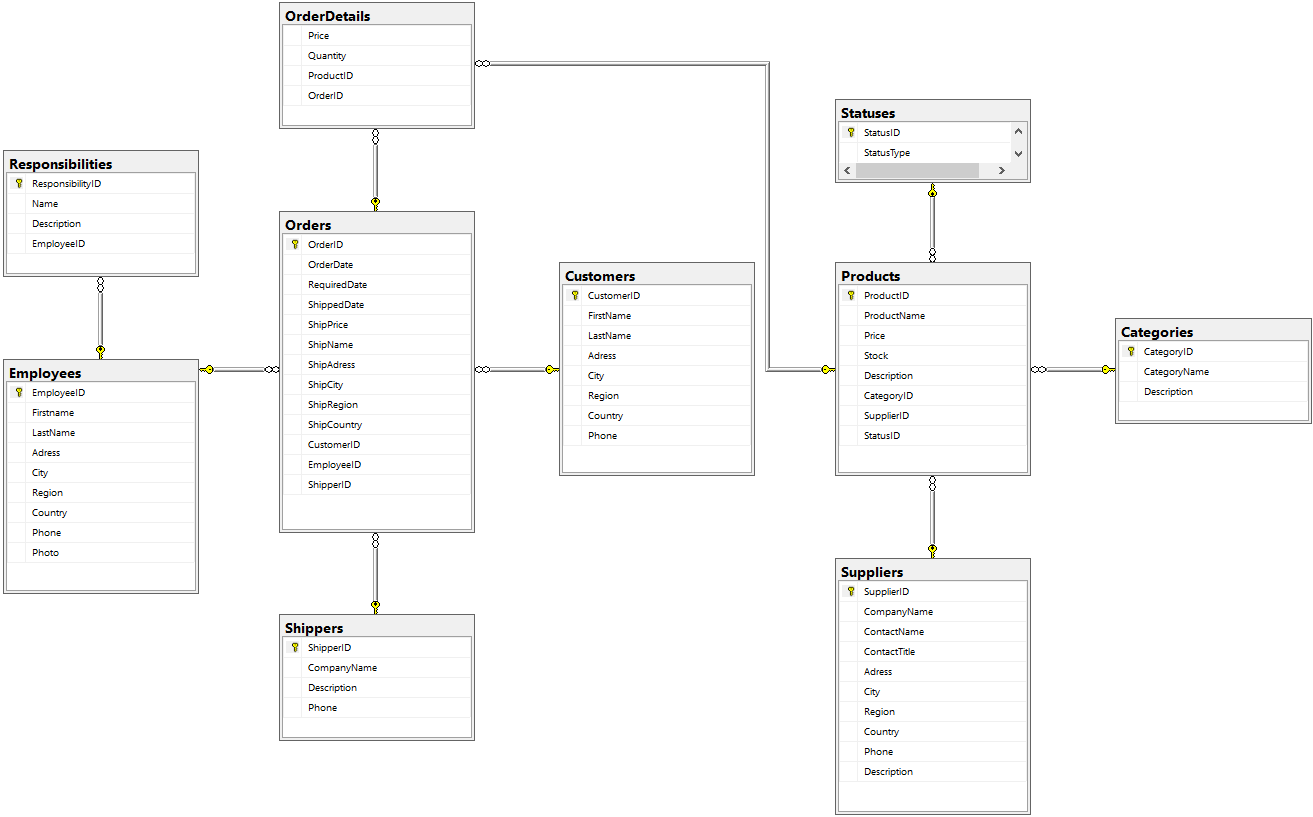 OrderDetails
Price
Quantity
ProductID
OrderID
Statuses
StatusID
StatusType
Responsibilities
ResponsibilityID
Name
Description
EmployeeID
Orders
OrderID
OrderDate
RequiredDate
ShippedDate
ShipPrice
ShipName
ShipAdress
ShipCity
ShipRegion
ShipCountry
CustomerID
EmployeeID
ShipperID
Customers
CustomerID
FirstName
LastName
Adress
City
Region
Country
Phone
Products
ProductID
ProductName
Price
Stock
Description
CategoryID
SupplierID
StatusID
Categories
CategoryID
CategoryName
Description
Employees
EmployeeID
Firstname
LastName
Adress
City
Region
Country
Phone
Photo
Shippers
ShipperID
CompanyName
Description
Phone
Suppliers
SupplierID
CompanyName
ContactName
ContactTitle
Adress
City
Region
Country
Phone
Description